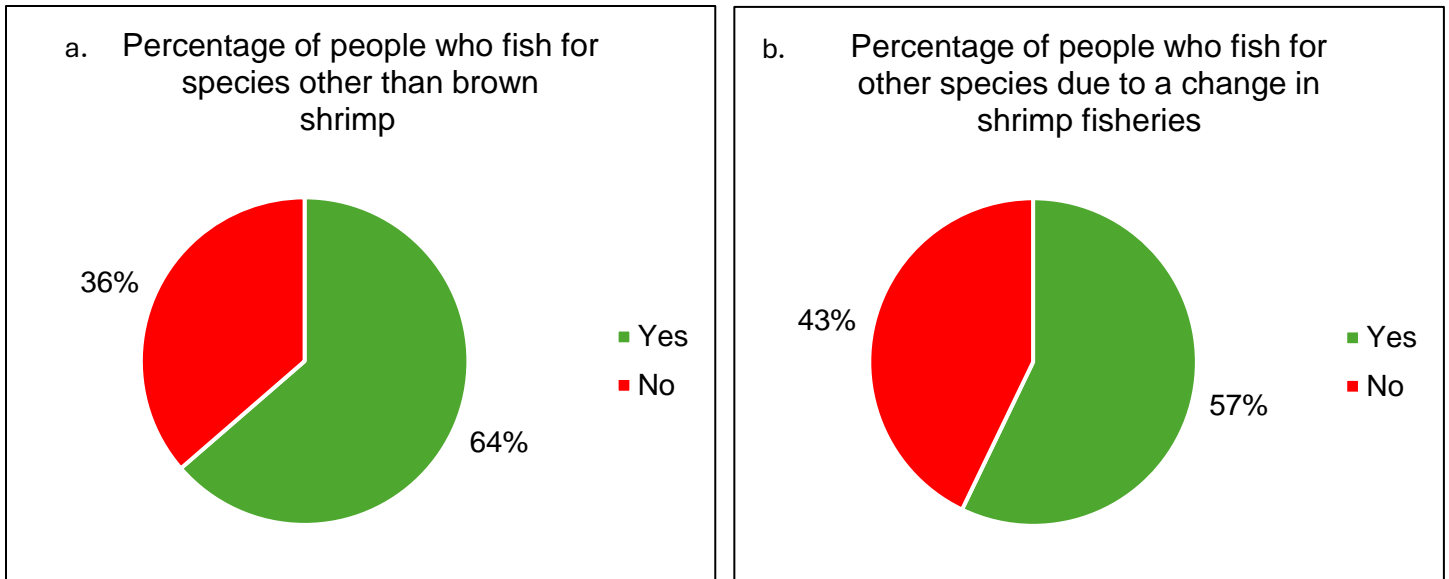 a. Percentage of people who fish for
species other than brown
shrimp
36%
64%
Yes
No
b. Percentage of people who fish for
other species due to a change in
shrimp fisheries
43%
57%
Yes
No